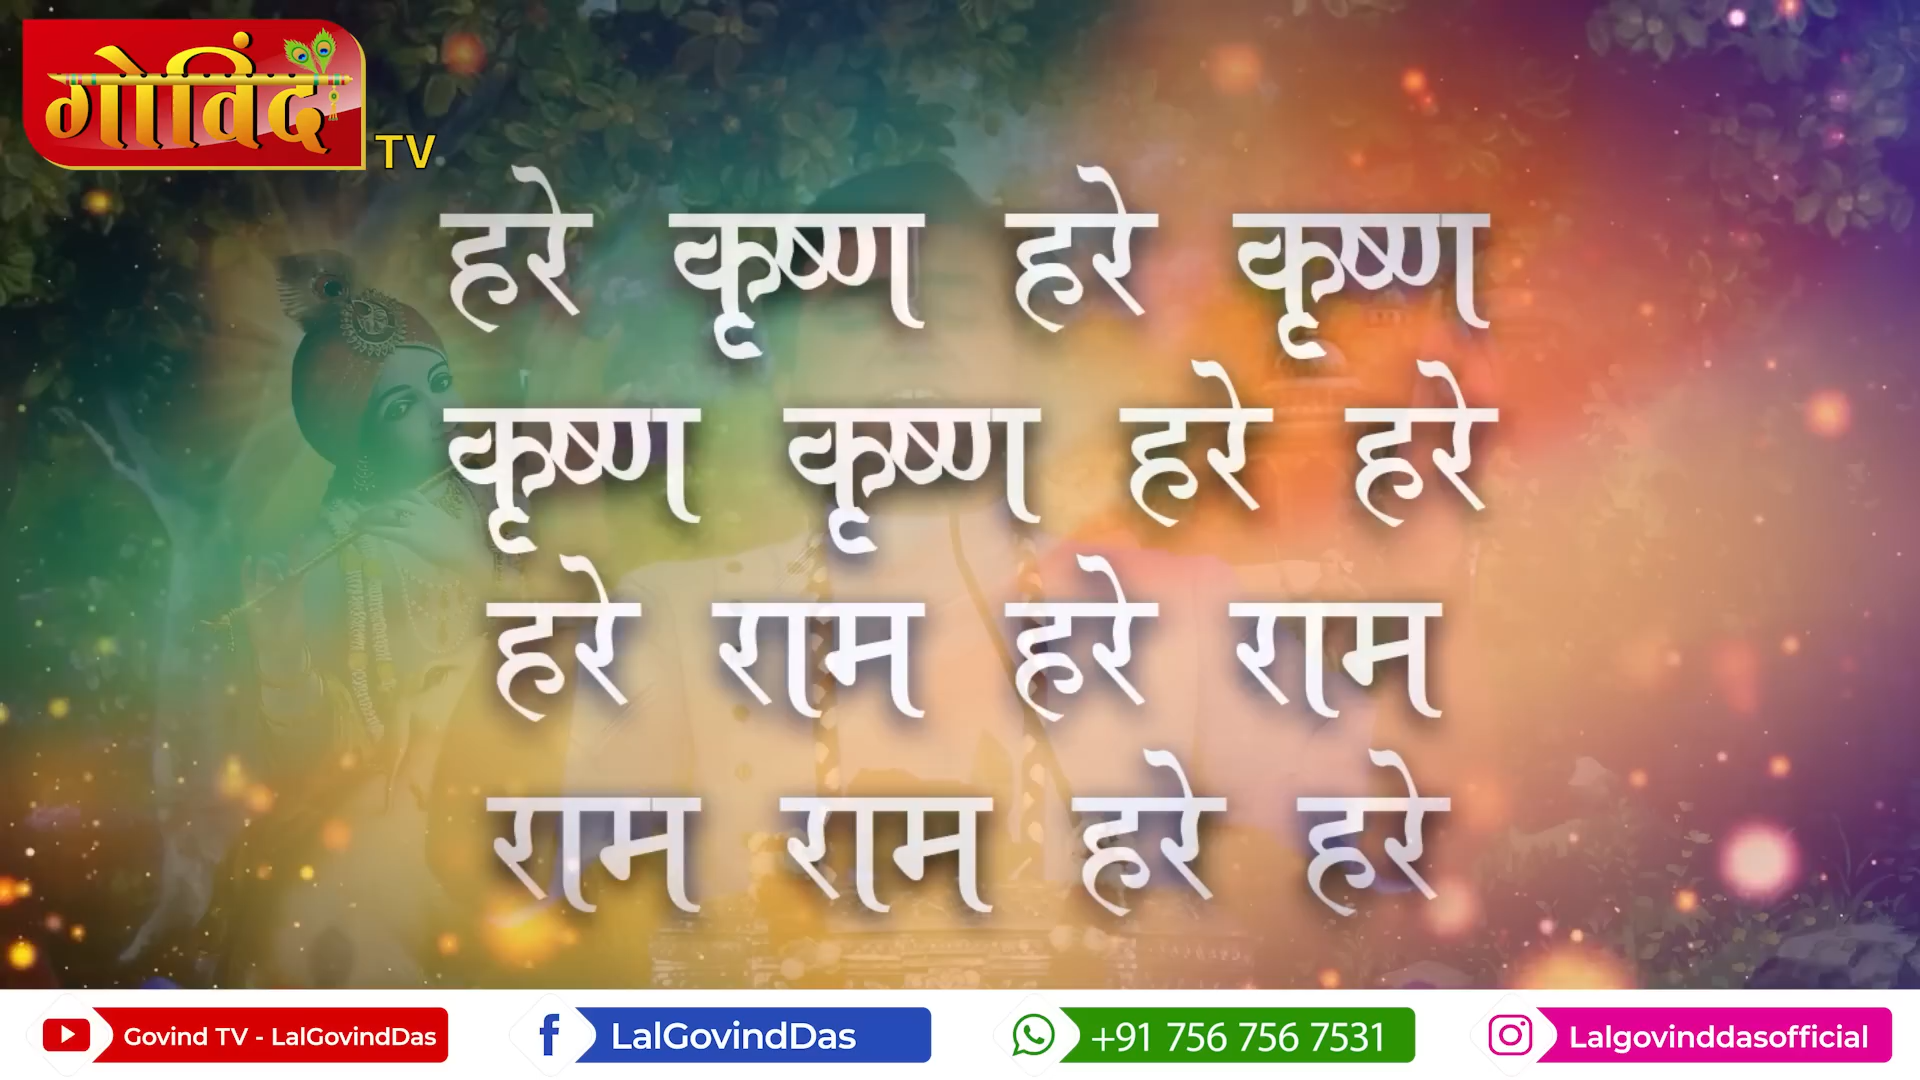 गोविंद TV
हरे कृष्ण हरे कृष्ण
कृष्ण कृष्ण हरे हरे
हरे राम हरे राम
राम राम हरे हरे
Govind TV - LalGovindDas
LalGovindDas
+91 756 756 7531
Lalgovinddasofficial